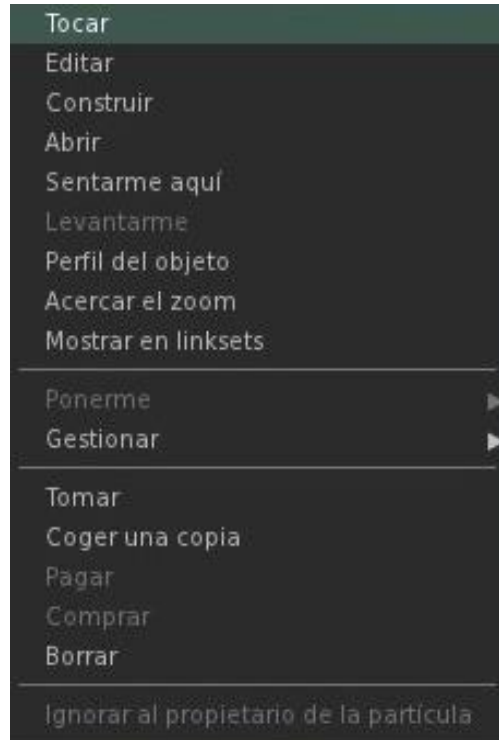 Tocar
Editar
Construir
Abrir
Sentarme aquí
Levantarme
Perfil del objeto
Acercar el zoom
Mostrar en linksets
Ponerme
Gestionar
Tomar
Coger una copia
Pagar
Comprar
Borrar
Ignorar al propietario de la partícula